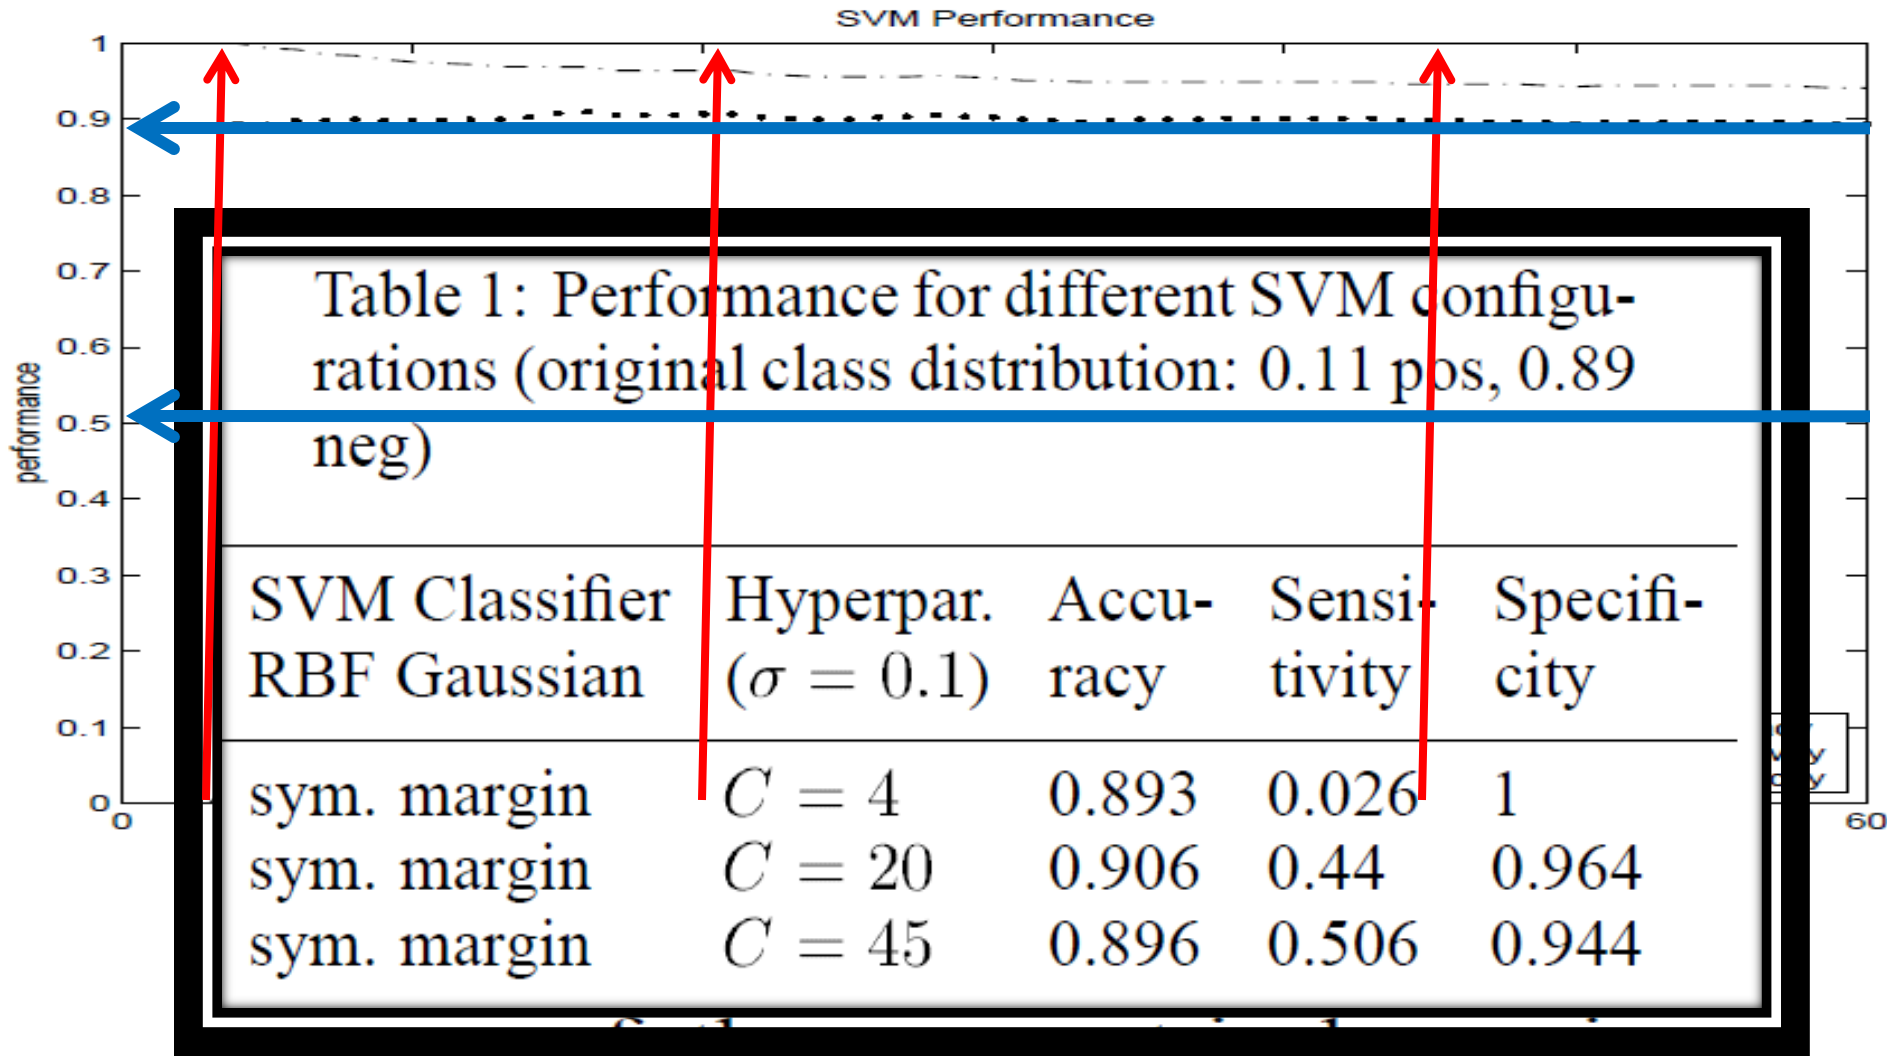 SVM Performance
1
0.9
0.8
0.7
0.6
0.5
0.4
0.3
0.2
0.1
0
performance
0
60
Table 1: Performance for different SVM configu-
rations (original class distribution: 0.11 pos, 0.89
neg)
SVM Classifier Hyperpar. Accu- Sensi- Specifi-
RBF Gaussian (σ = 0.1) racy tivity city
sym. margin C = 4 0.893 0.026 1
sym. margin C = 20 0.906 0.44 0.964
sym. margin C = 45 0.896 0.506 0.944